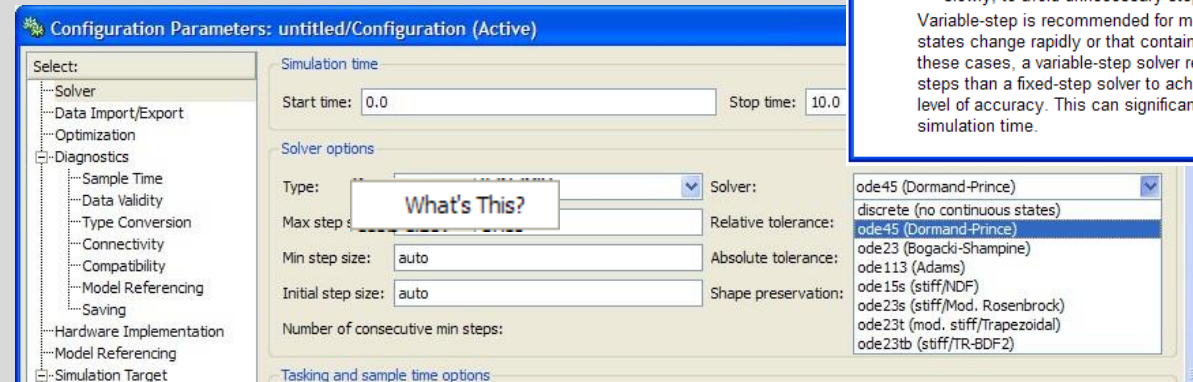 slowly, to avoid unnecessary step
Variable-step is recommended for m
states change rapidly or that contain
these cases, a variable-step solver re
steps than a fixed-step solver to ach
level of accuracy. This can significan
simulation time.
Configuration Parameters: untitled/Configuration (Active)
Select:
Solver
Data Import/Export
Optimization
Diagnostics
Sample Time
Data Validity
Type Conversion
Connectivity
Compatibility
Model Referencing
Saving
Hardware Implementation
Model Referencing
Simulation Target
Simulation time
Start time: 0.0 Stop time: 10.0
Solver options
Type: Solver: ode45 (Dormand-Prince)
What's This?
Max step s Relative tolerance:
Min step size: auto Absolute tolerance:
Initial step size: auto Shape preservation:
Number of consecutive min steps:
discrete (no continuous states)
ode45 (Dormand-Prince)
ode23 (Bogacki-Shampine)
ode113 (Adams)
ode15s (stiff/NDF)
ode23s (stiff/Mod. Rosenbrock)
ode23t (mod. stiff/Trapezoidal)
ode23tb (stiff/TR-BDF2)
Tasking and sample time options